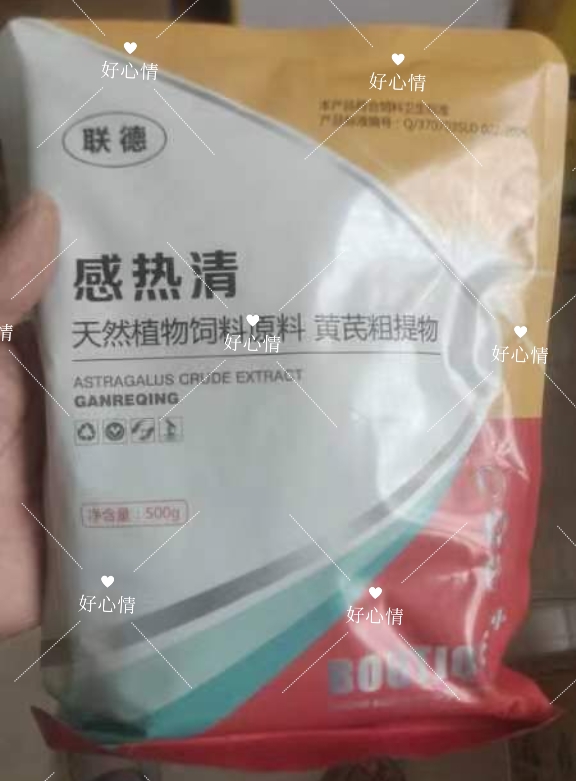 好心情
好心情
本产品符合饲料卫生标准
联德
感热清
天然植物饲料原料 黄芪粗提物
好心情
好心情
情
ASTRAGALUS CRUDE EXTRACT
GANREQING
净含量：500g
好心情
好心情